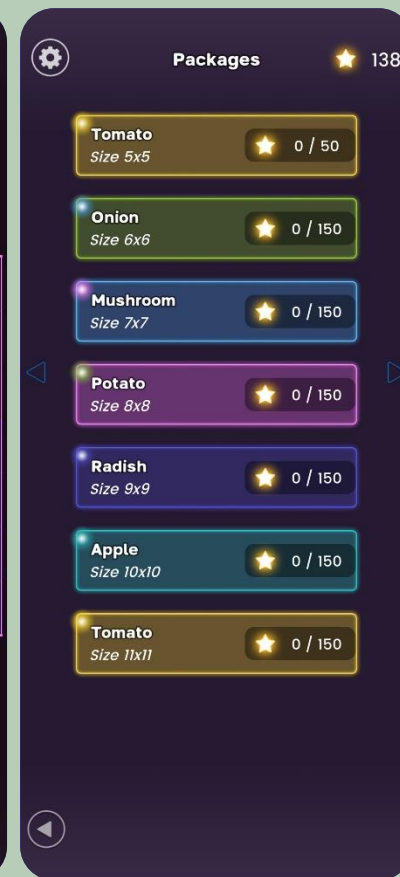 Packages
138
Tomato
Size 5x5
0 / 50
Onion
Size 6x6
0 / 150
Mushroom
Size 7x7
0 / 150
Potato
Size 8x8
0 / 150
Radish
Size 9x9
0 / 150
Apple
Size 10x10
0 / 150
Tomato
Size 11x11
0 / 150